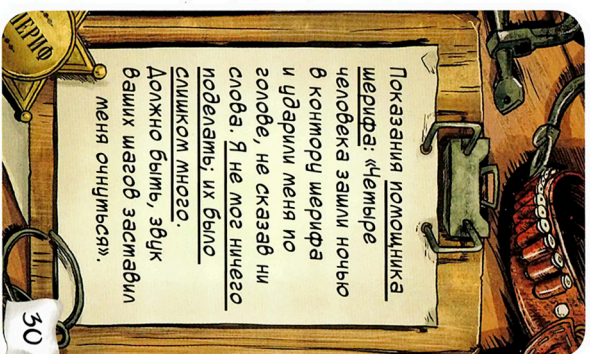 ШЕРИФ
Показания помощника
шерифа: «Четыре
человека зашли ночью
в контору шерифа
и ударили меня по
голове, не сказав ни
слова. Я не мог ничего
поделать; их было
слишком много.
Должно быть, звук
ваших шагов заставил
меня очнуться».
30